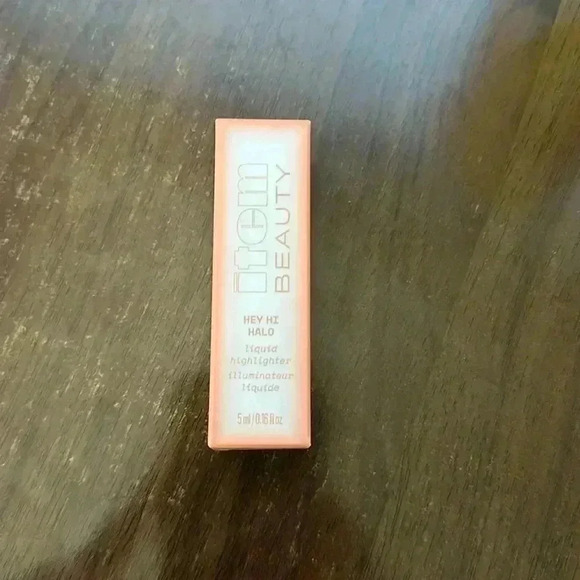 item
BEAUTY
HEY HI
HALO
liquid
highlighter
illuminateur
liquide
5 ml / 0.16 fl oz